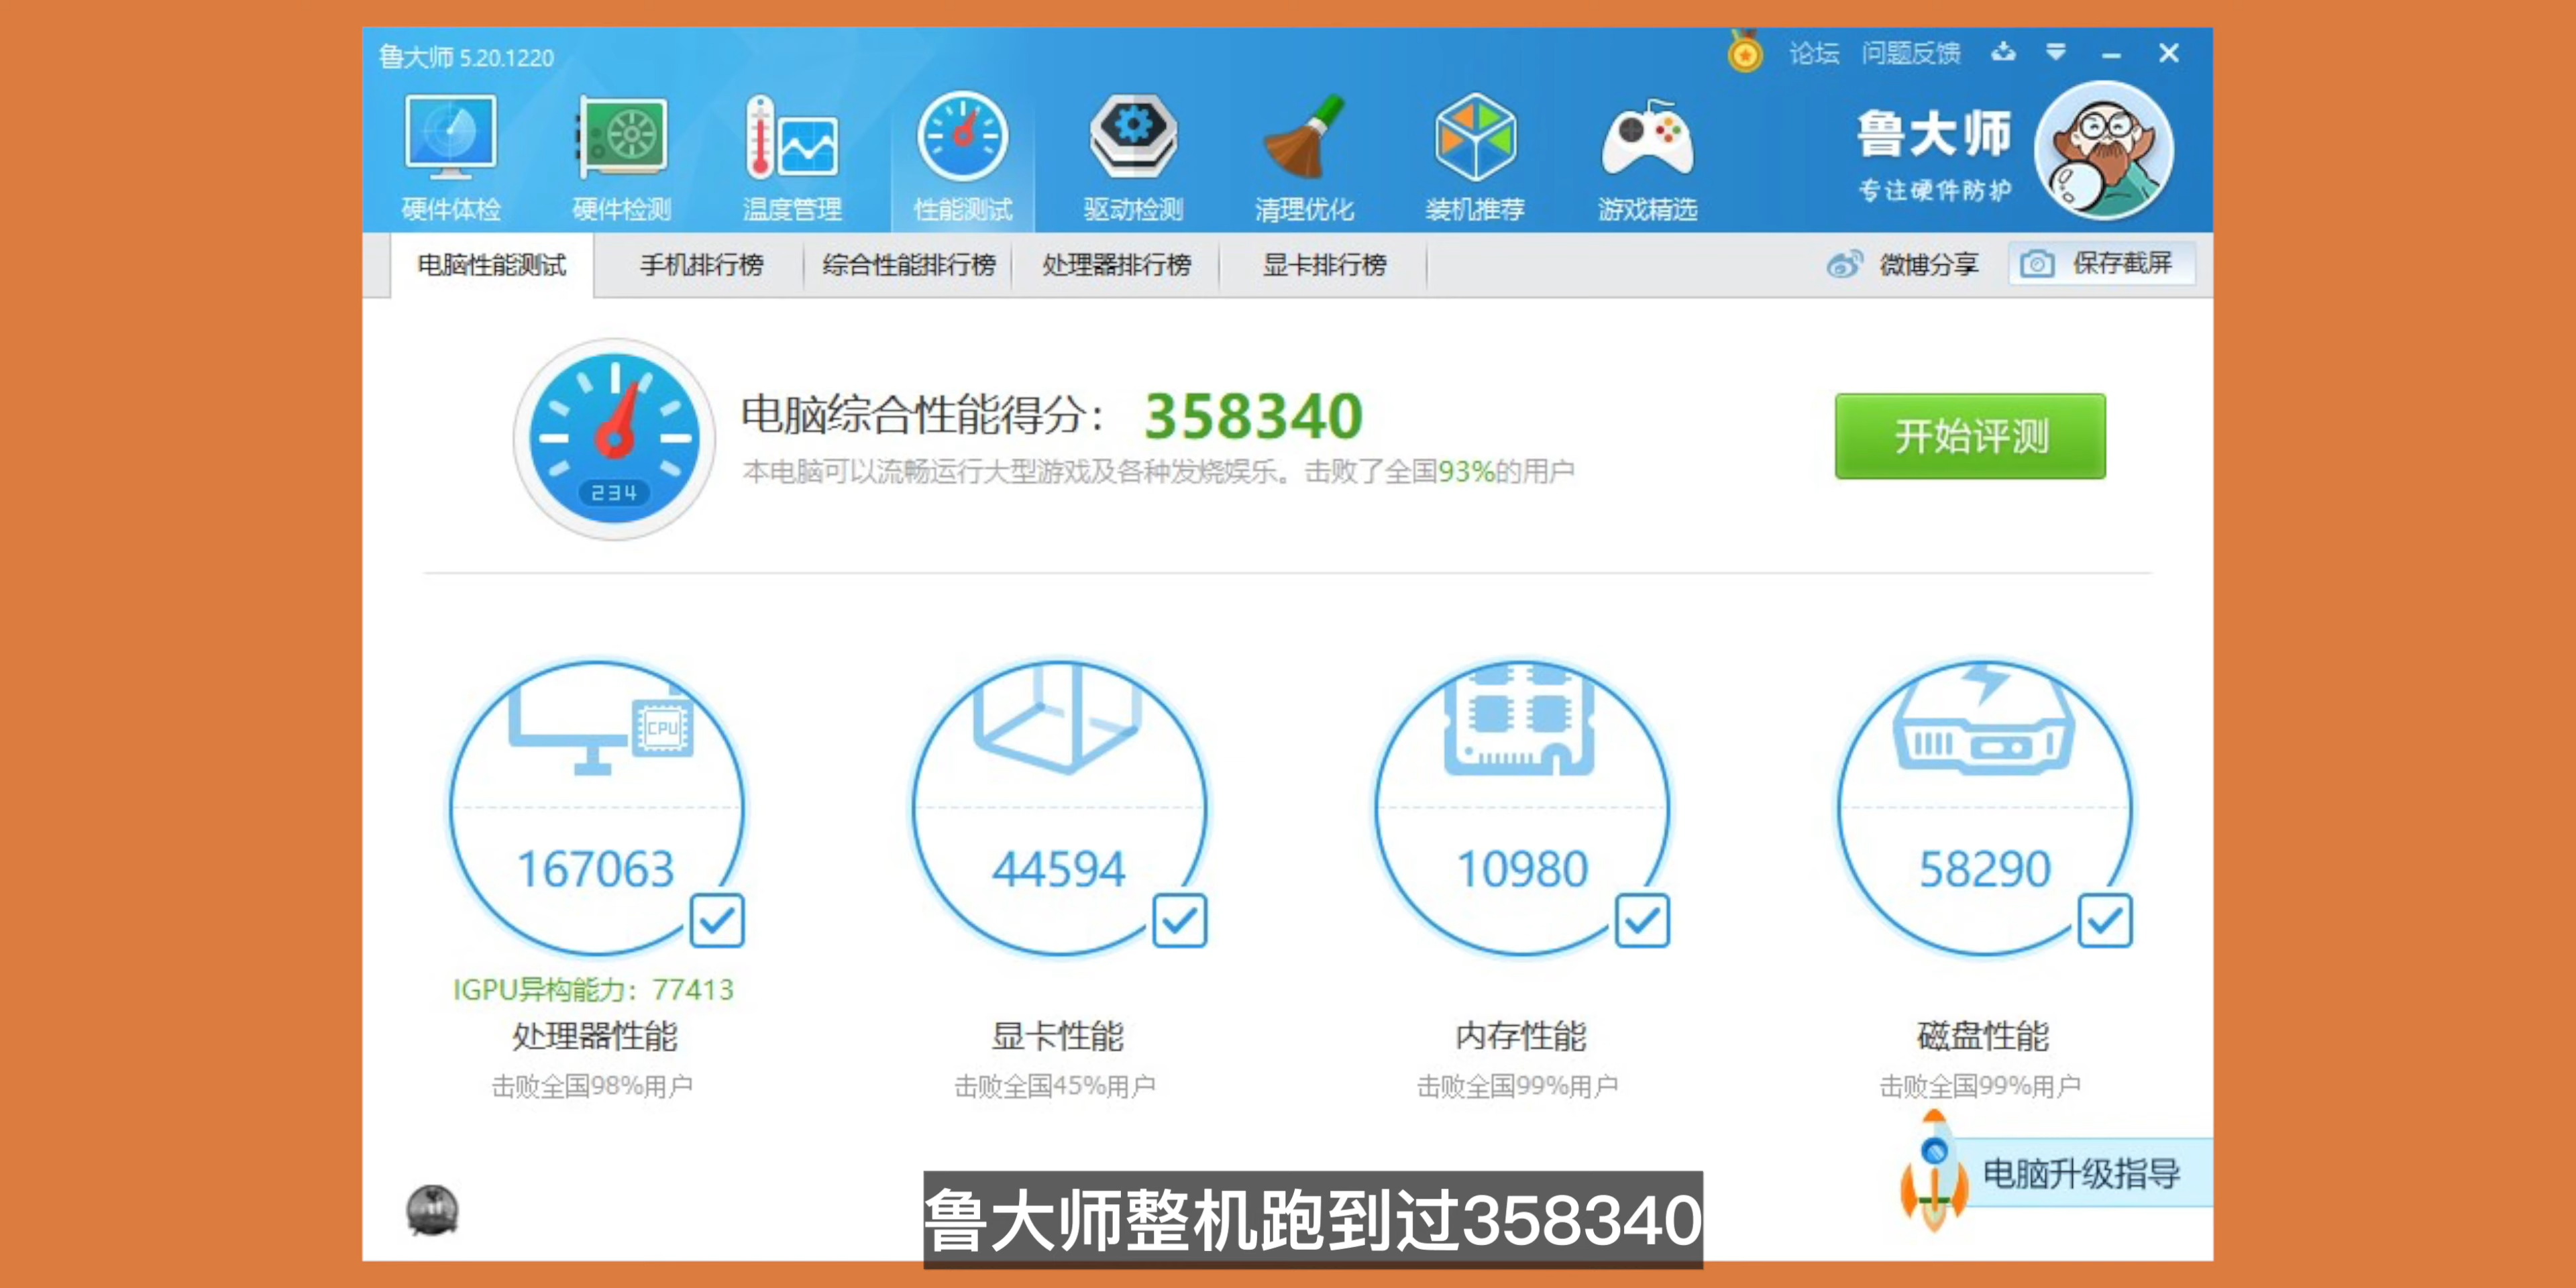 鲁大师 5.20.1220
论坛 问题反馈
硬件体检 硬件检测 温度管理 性能测试 驱动检测 清理优化 装机推荐 游戏精选
鲁大师
专注硬件防护
电脑性能测试 手机排行榜 综合性能排行榜 处理器排行榜 显卡排行榜 微博分享 保存截屏
电脑综合性能得分： 358340
本电脑可以流畅运行大型游戏及各种发烧娱乐。击败了全国93%的用户
开始评测
234
CPU
167063 44594 10980 58290
IGPU异构能力：77413
处理器性能 显卡性能 内存性能 磁盘性能
击败全国98%用户 击败全国45%用户 击败全国99%用户 击败全国99%用户
电脑升级指导
鲁大师整机跑到过358340